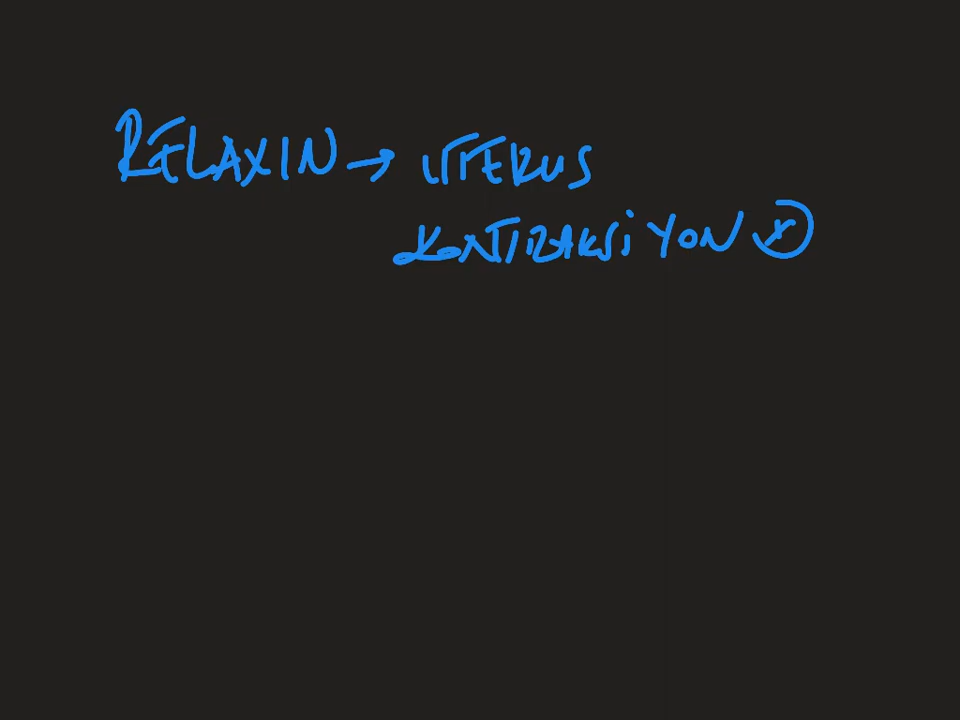 RELAXIN → UTERUS
KONTRAKSiYON ⓧ